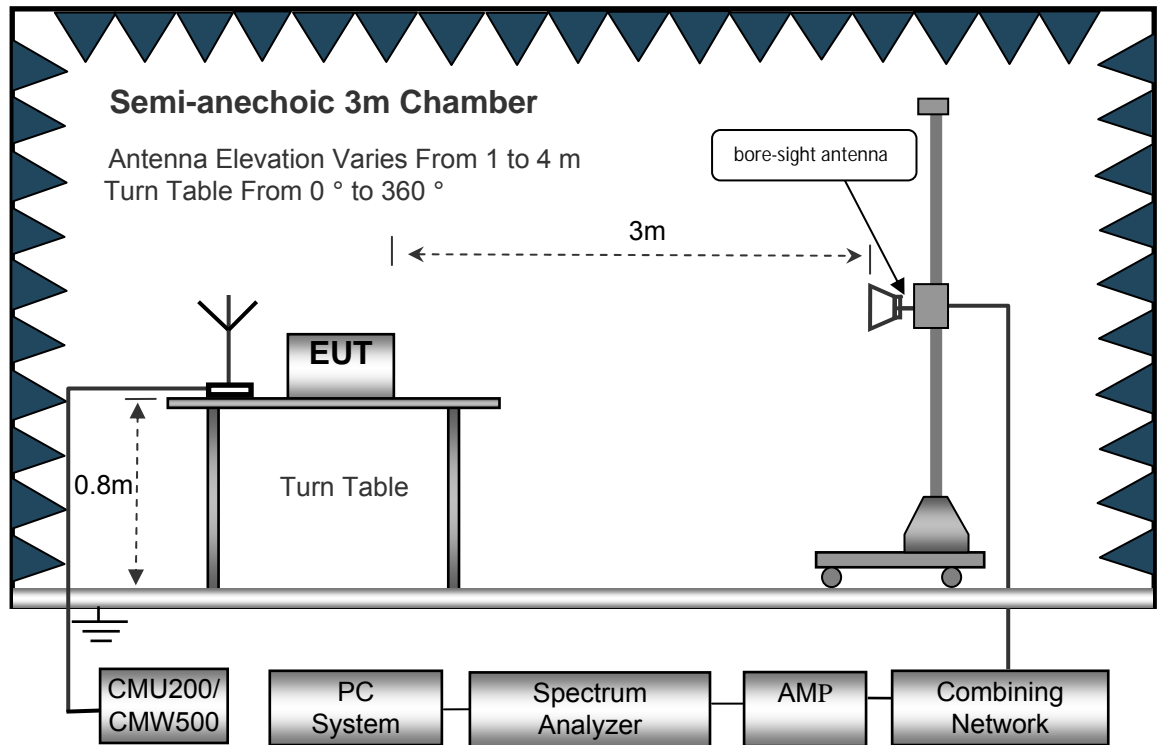 Semi-anechoic 3m Chamber
Antenna Elevation Varies From 1 to 4 m
Turn Table From 0 ° to 360 °
bore-sight antenna
3m
EUT
0.8m
Turn Table
CMU200/
CMW500
PC
System
Spectrum
Analyzer
AMP
Combining
Network